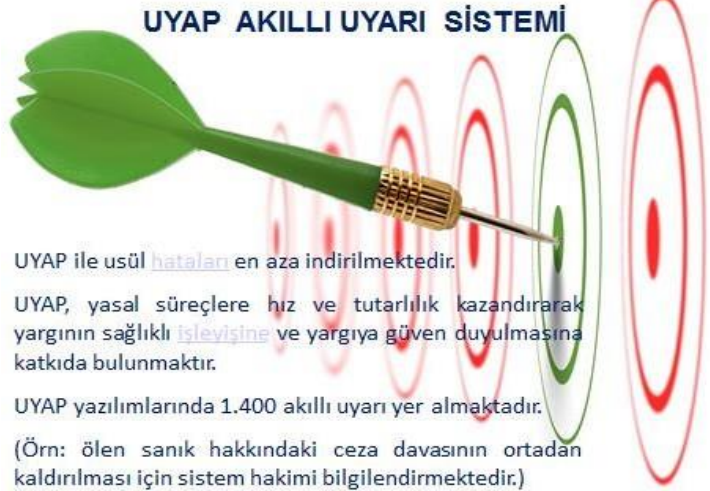 UYAP AKILLI UYARI SİSTEMİ
UYAP ile usül hataları en aza indirilmektedir.
UYAP, yasal süreçlere hız ve tutarlılık kazandırarak
yargının sağlıklı işleyişine ve yargıya güven duyulmasına
katkıda bulunmaktır.
UYAP yazılımlarında 1.400 akıllı uyarı yer almaktadır.
(Örn: ölen sanık hakkındaki ceza davasının ortadan
kaldırılması için sistem hakimi bilgilendirmektedir.)